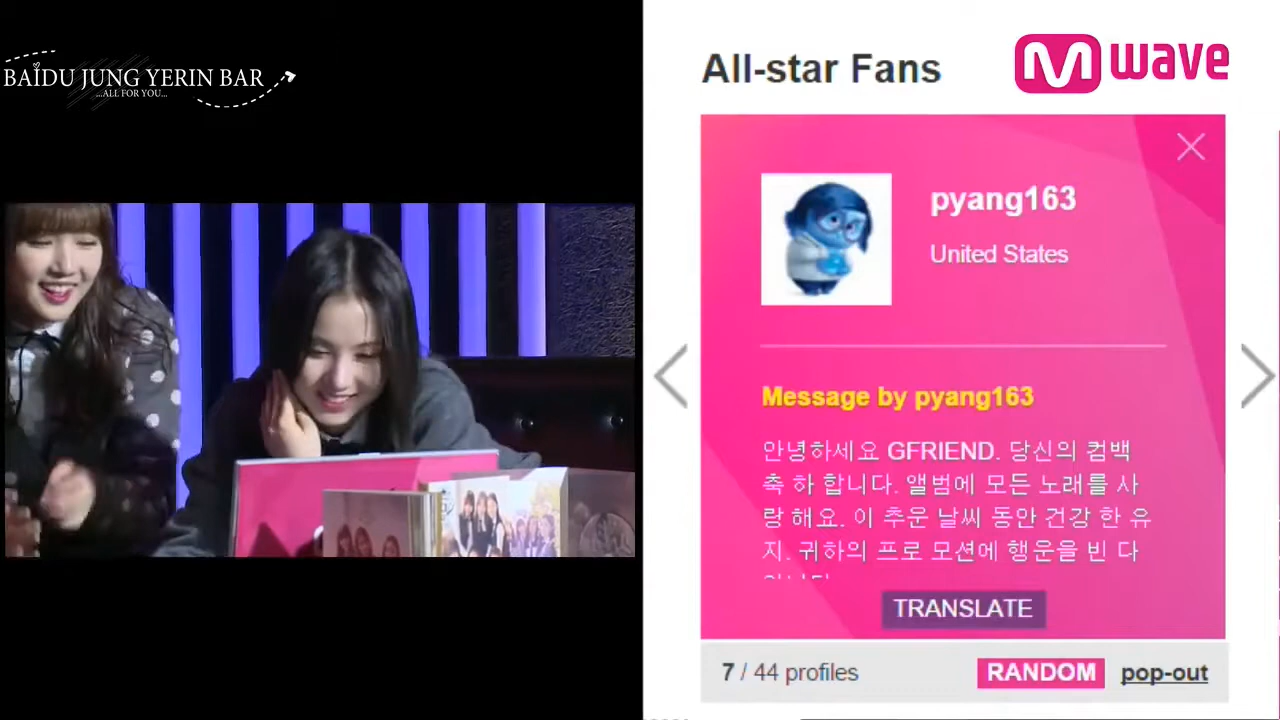 BAIDU JUNG YERIN BAR
...ALL FOR YOU...
All-star Fans
M wave
pyang163
United States
Message by pyang163
안녕하세요 GFRIEND. 당신의 컴백
축 하 합니다. 앨범에 모든 노래를 사
랑 해요. 이 추운 날씨 동안 건강 한 유
지. 귀하의 프로 모션에 행운을 빈 다
TRANSLATE
7 / 44 profiles
RANDOM
pop-out